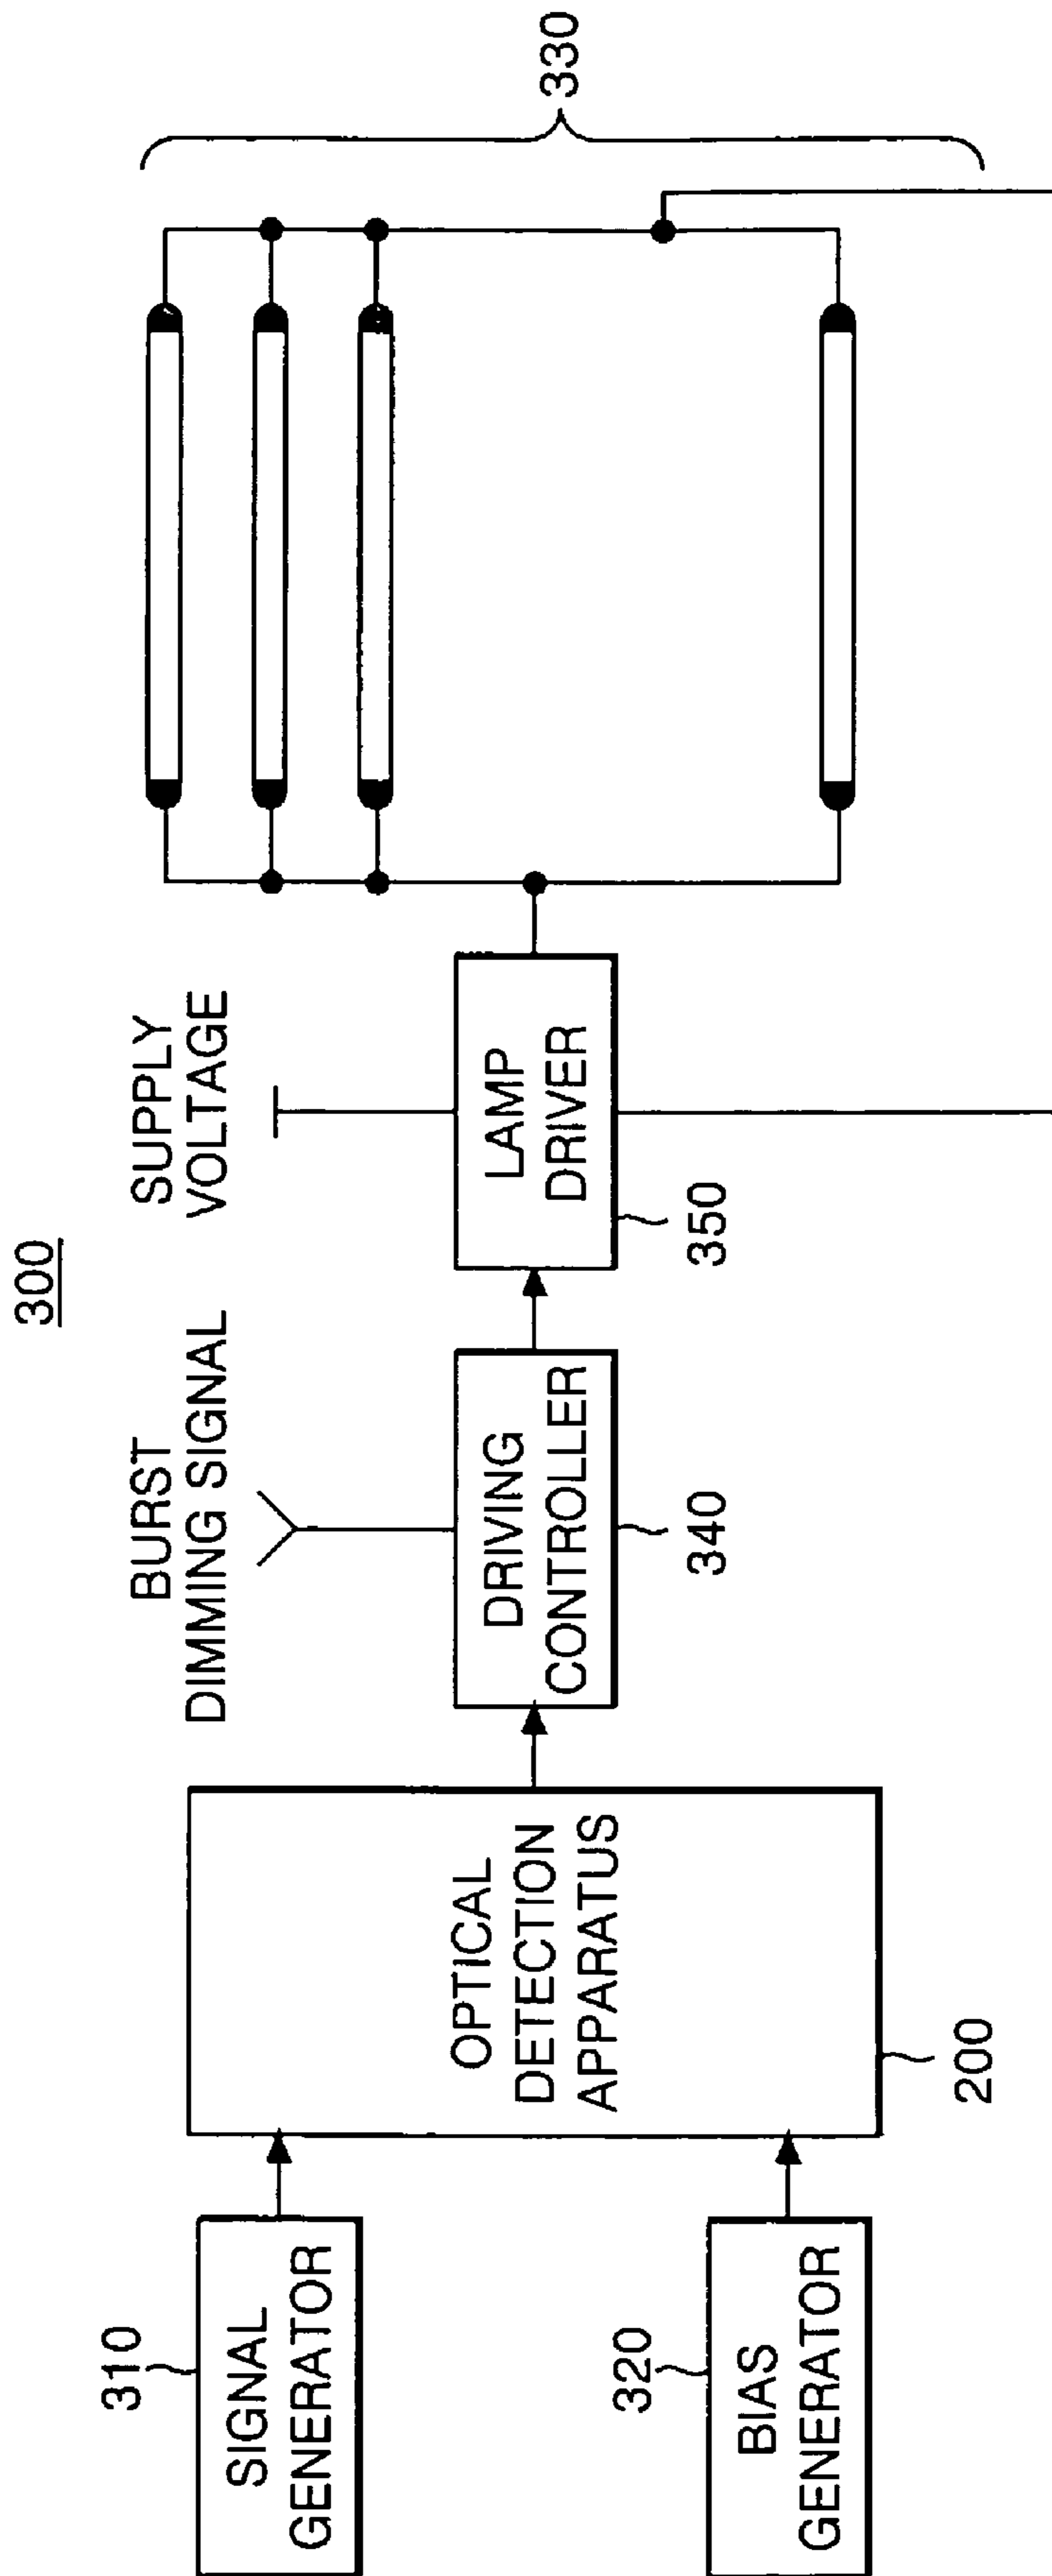 300
310
SIGNAL
GENERATOR
320
BIAS
GENERATOR
OPTICAL
DETECTION
APPARATUS
200
BURST
DIMMING SIGNAL
DRIVING
CONTROLLER
340
SUPPLY
VOLTAGE
LAMP
DRIVER
350
330